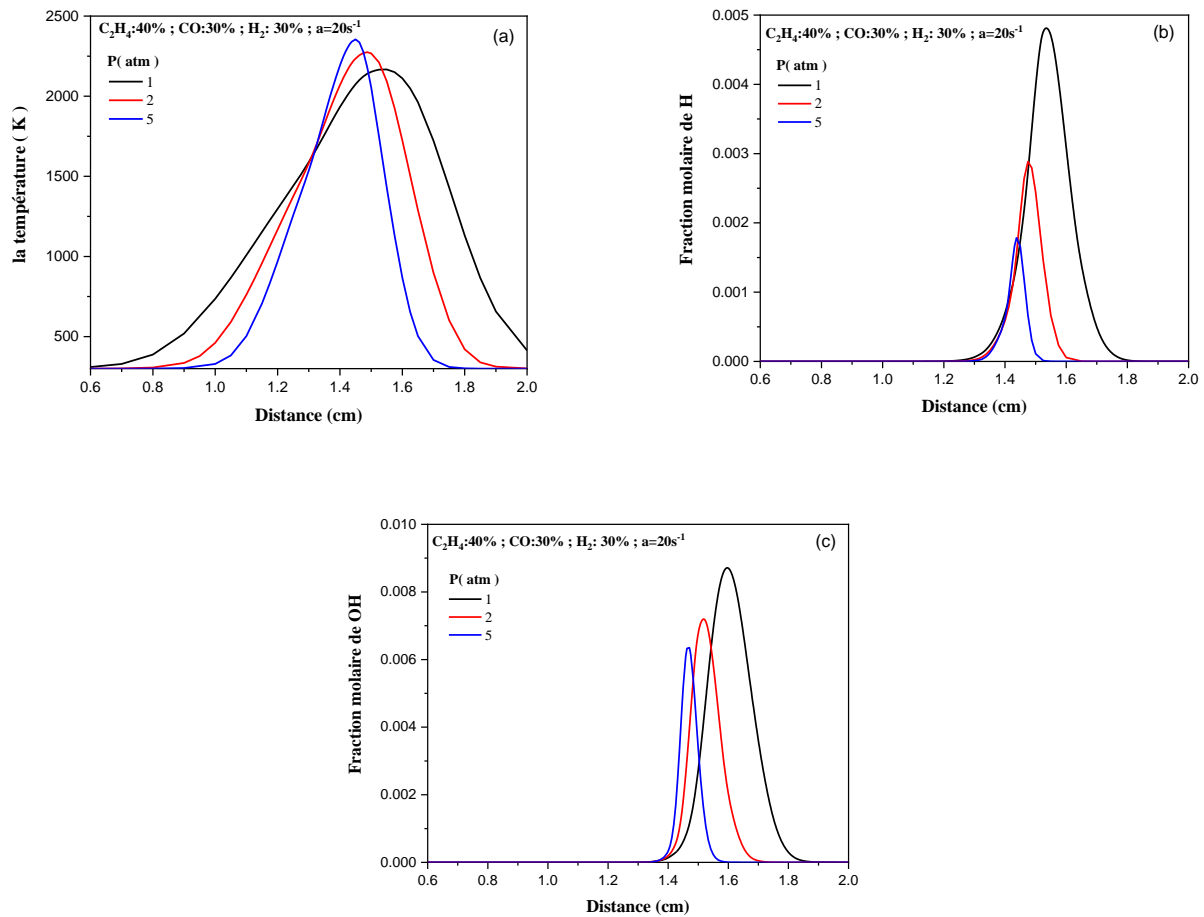 C₂H₄:40% ; CO:30% ; H₂: 30% ; a=20s⁻¹
(a)
P( atm )
1
2
5
la température ( K )
2500
2000
1500
1000
500
0.6 0.8 1.0 1.2 1.4 1.6 1.8 2.0
Distance (cm)
C₂H₄:40% ; CO:30% ; H₂: 30% ; a=20s⁻¹
(b)
P( atm )
1
2
5
Fraction molaire de H
0.005
0.004
0.003
0.002
0.001
0.000
0.6 0.8 1.0 1.2 1.4 1.6 1.8 2.0
Distance (cm)
C₂H₄:40% ; CO:30% ; H₂: 30% ; a=20s⁻¹
(c)
P( atm )
1
2
5
Fraction molaire de OH
0.010
0.008
0.006
0.004
0.002
0.000
0.6 0.8 1.0 1.2 1.4 1.6 1.8 2.0
Distance (cm)